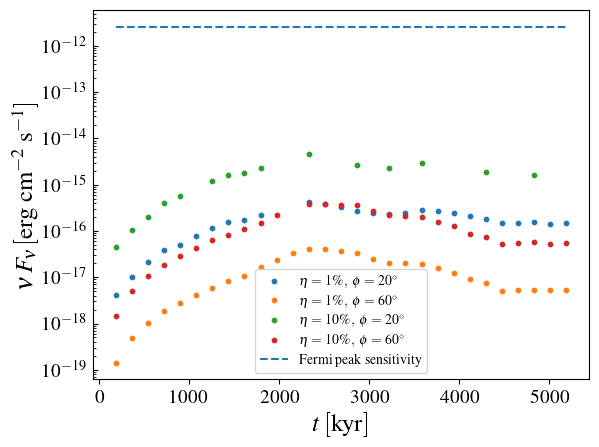 10⁻¹²
10⁻¹³
10⁻¹⁴
10⁻¹⁵
10⁻¹⁶
10⁻¹⁷
10⁻¹⁸
10⁻¹⁹
ν Fν [erg cm⁻² s⁻¹]
η = 1%, ϕ = 20°
η = 1%, ϕ = 60°
η = 10%, ϕ = 20°
η = 10%, ϕ = 60°
Fermi peak sensitivity
0 1000 2000 3000 4000 5000
t [kyr]